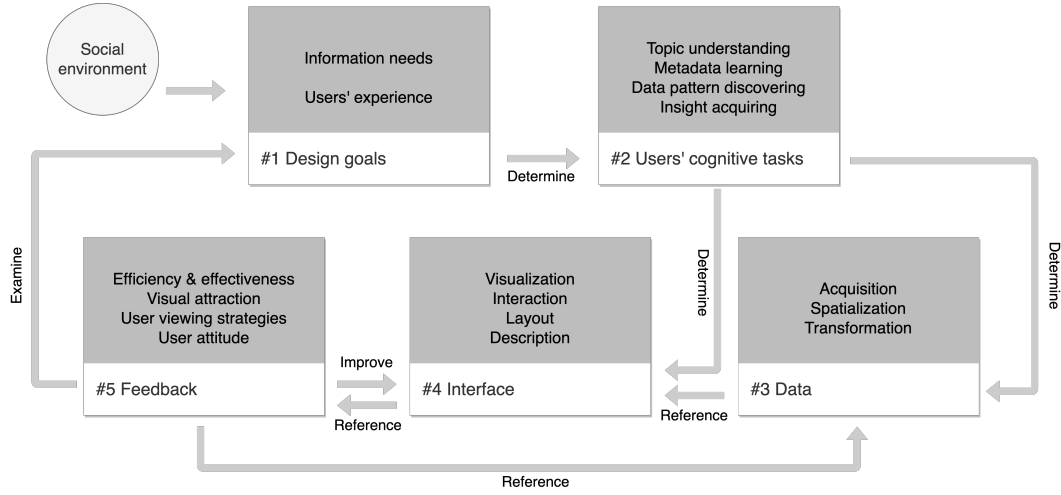 Social
environment
Information needs
Users' experience
#1 Design goals
Determine
Topic understanding
Metadata learning
Data pattern discovering
Insight acquiring
#2 Users' cognitive tasks
Determine
Determine
Examine
Efficiency & effectiveness
Visual attraction
User viewing strategies
User attitude
#5 Feedback
Improve
Reference
Visualization
Interaction
Layout
Description
#4 Interface
Reference
Acquisition
Spatialization
Transformation
#3 Data
Reference